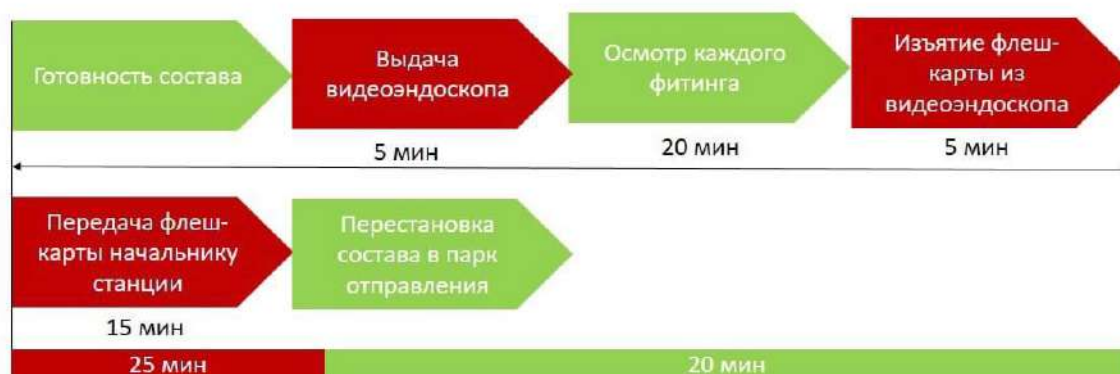 Готовность состава
Выдача
видеоэндоскопа
Осмотр каждого
фитинга
Изъятие флеш-
карты из
видеоэндоскопа
5 мин
20 мин
5 мин
Передача флеш-
карты начальнику
станции
Перестановка
состава в парк
отправления
15 мин
25 мин
20 мин